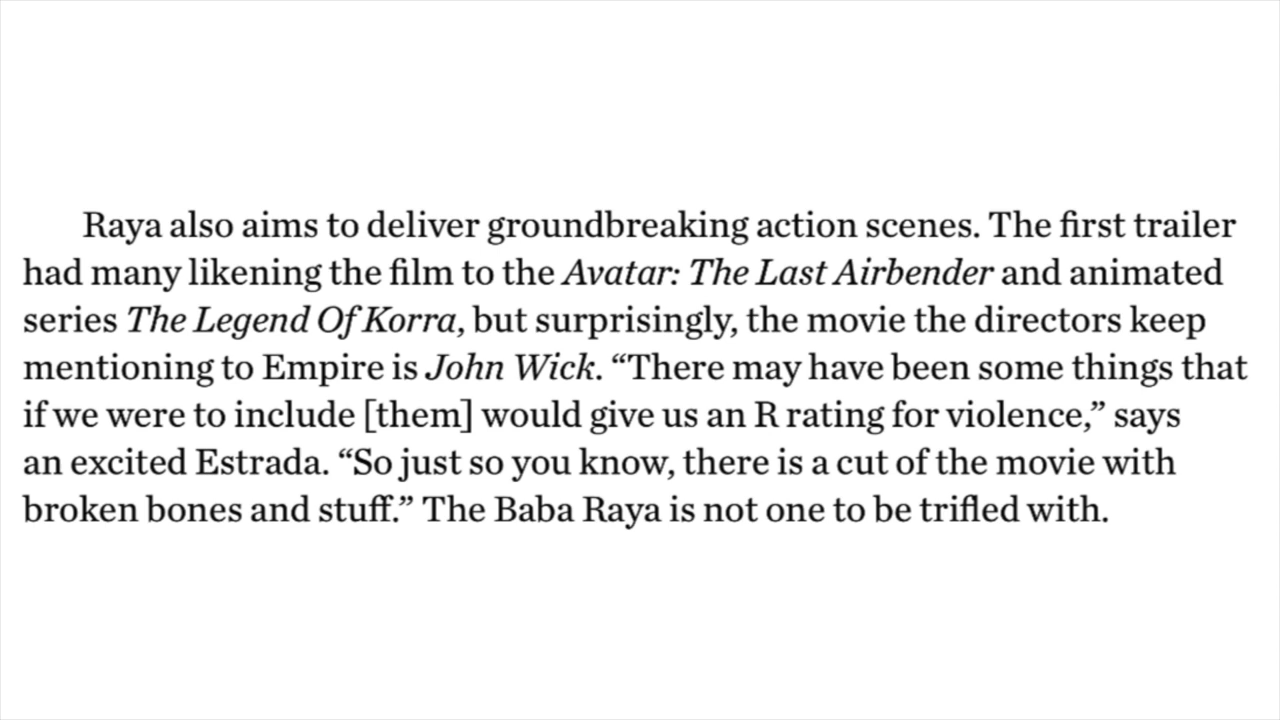 Raya also aims to deliver groundbreaking action scenes. The first trailer
had many likening the film to the Avatar: The Last Airbender and animated
series The Legend Of Korra, but surprisingly, the movie the directors keep
mentioning to Empire is John Wick. “There may have been some things that
if we were to include [them] would give us an R rating for violence,” says
an excited Estrada. “So just so you know, there is a cut of the movie with
broken bones and stuff.” The Baba Raya is not one to be trifled with.